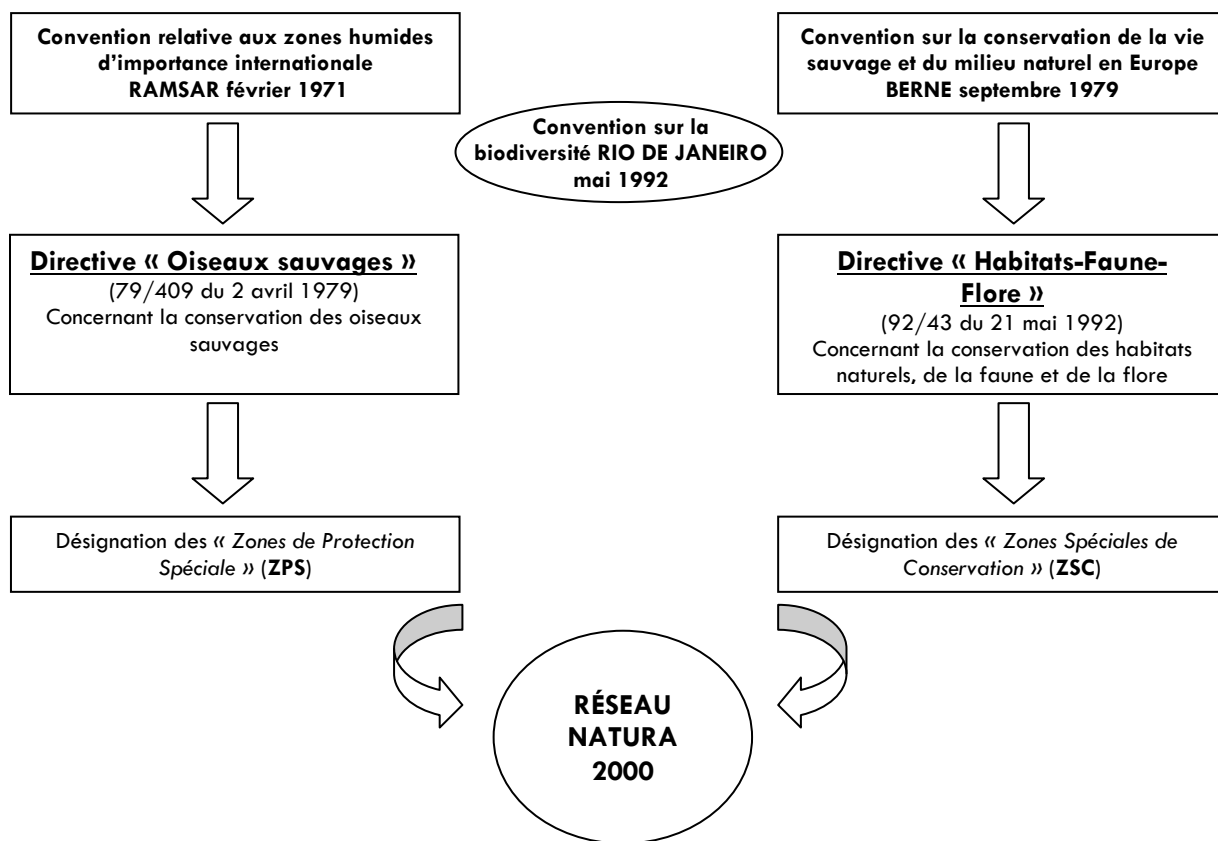 Convention relative aux zones humides
d'importance internationale
RAMSAR février 1971
Convention sur la conservation de la vie
sauvage et du milieu naturel en Europe
BERNE septembre 1979
Convention sur la
biodiversité RIO DE JANEIRO
mai 1992
Directive « Oiseaux sauvages »
(79/409 du 2 avril 1979)
Concernant la conservation des oiseaux
sauvages
Directive « Habitats-Faune-
Flore »
(92/43 du 21 mai 1992)
Concernant la conservation des habitats
naturels, de la faune et de la flore
Désignation des « Zones de Protection
Spéciale » (ZPS)
Désignation des « Zones Spéciales de
Conservation » (ZSC)
RÉSEAU
NATURA
2000